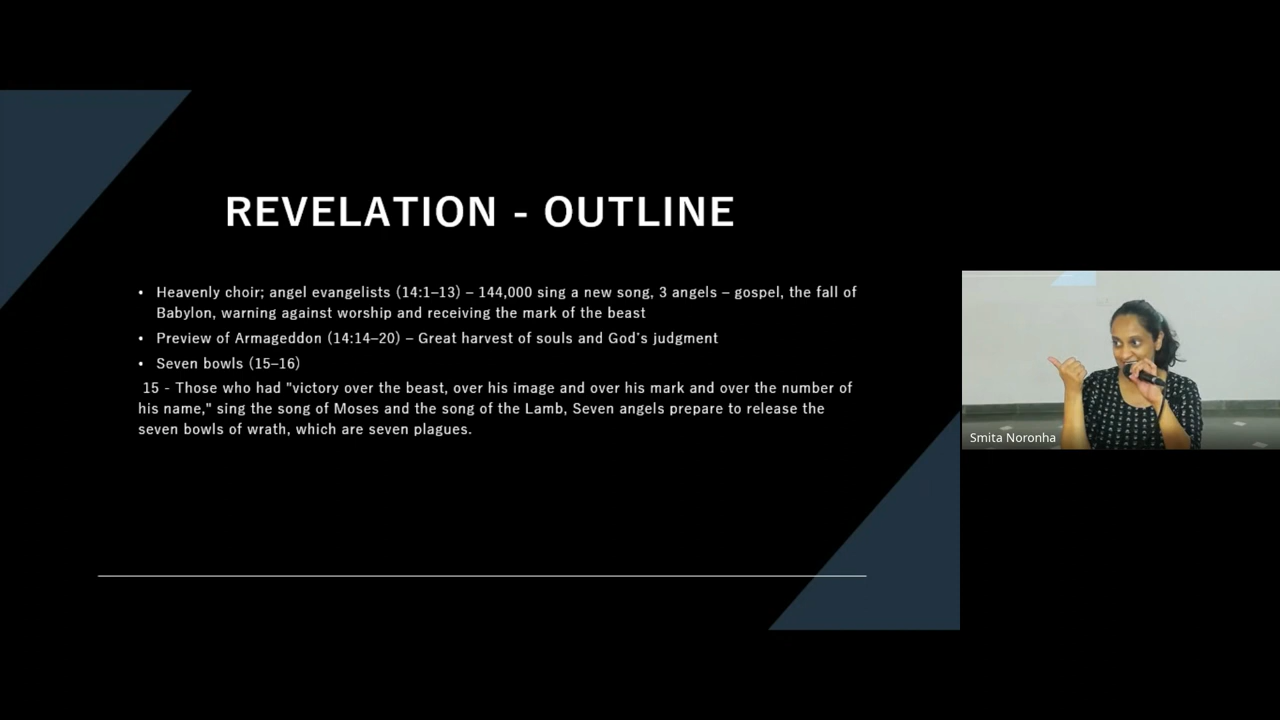 REVELATION - OUTLINE
• Heavenly choir; angel evangelists (14:1–13) – 144,000 sing a new song, 3 angels – gospel, the fall of
Babylon, warning against worship and receiving the mark of the beast
• Preview of Armageddon (14:14–20) – Great harvest of souls and God's judgment
• Seven bowls (15–16)
15 - Those who had "victory over the beast, over his image and over his mark and over the number of
his name," sing the song of Moses and the song of the Lamb, Seven angels prepare to release the
seven bowls of wrath, which are seven plagues.
Smita Noronha